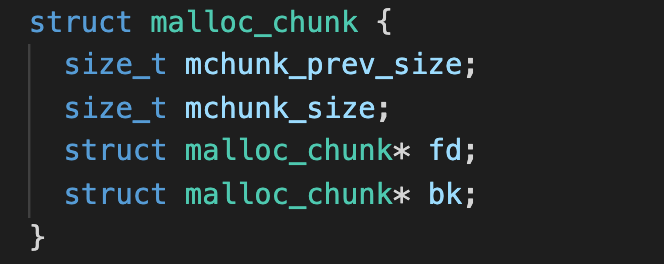 struct malloc_chunk {
  size_t mchunk_prev_size;
  size_t mchunk_size;
  struct malloc_chunk* fd;
  struct malloc_chunk* bk;
}